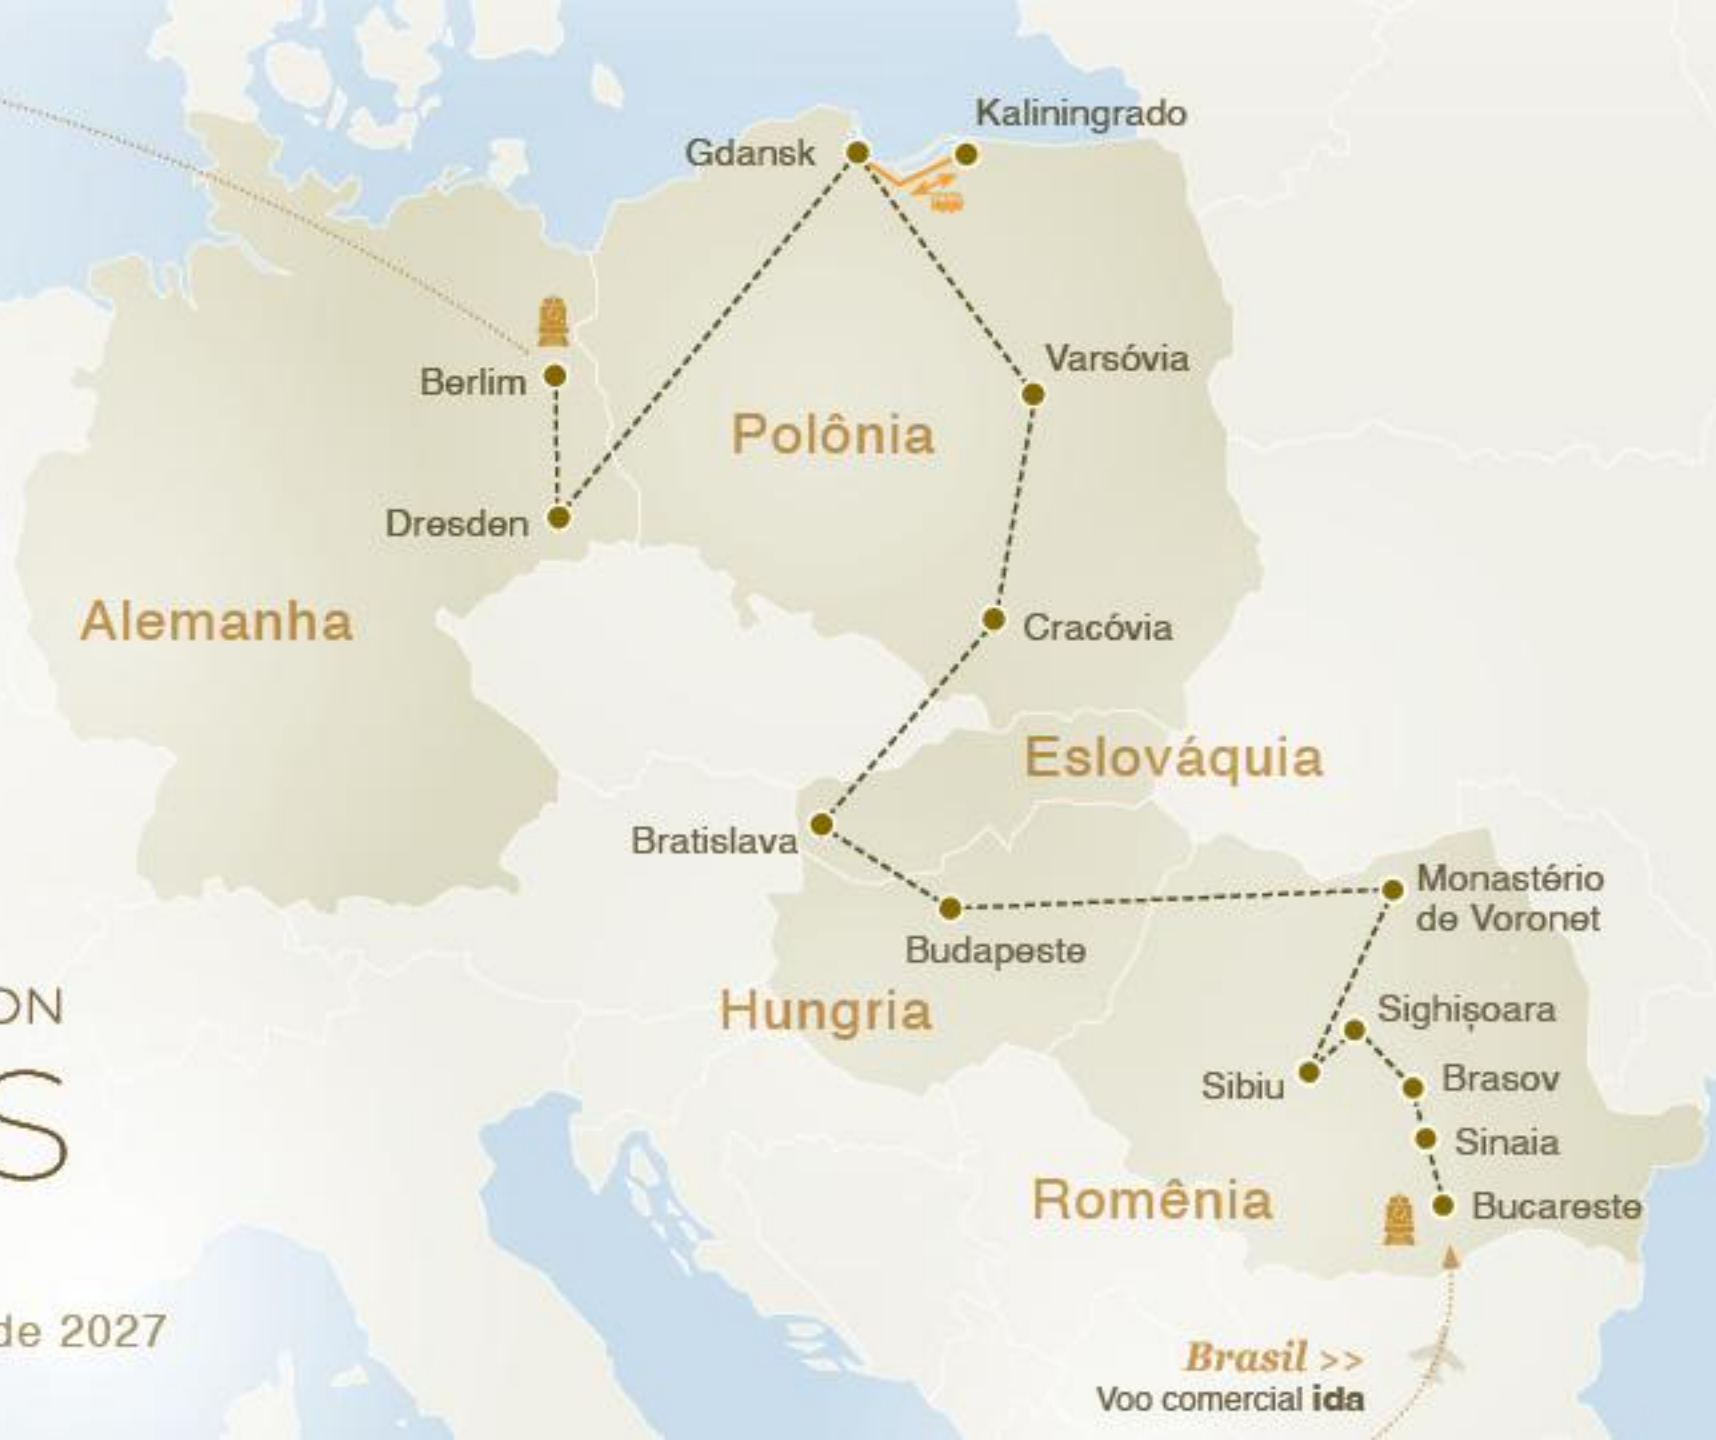 Kaliningrado
Gdansk
Varsóvia
Berlim
Polônia
Dresden
Alemanha
Cracóvia
Eslováquia
Bratislava
Monastério
de Voronet
Budapeste
Hungria
ON
Sighișoara
S
Sibiu
Brasov
Sinaia
Romênia
Bucareste
de 2027
Brasil >>
Voo comercial ida